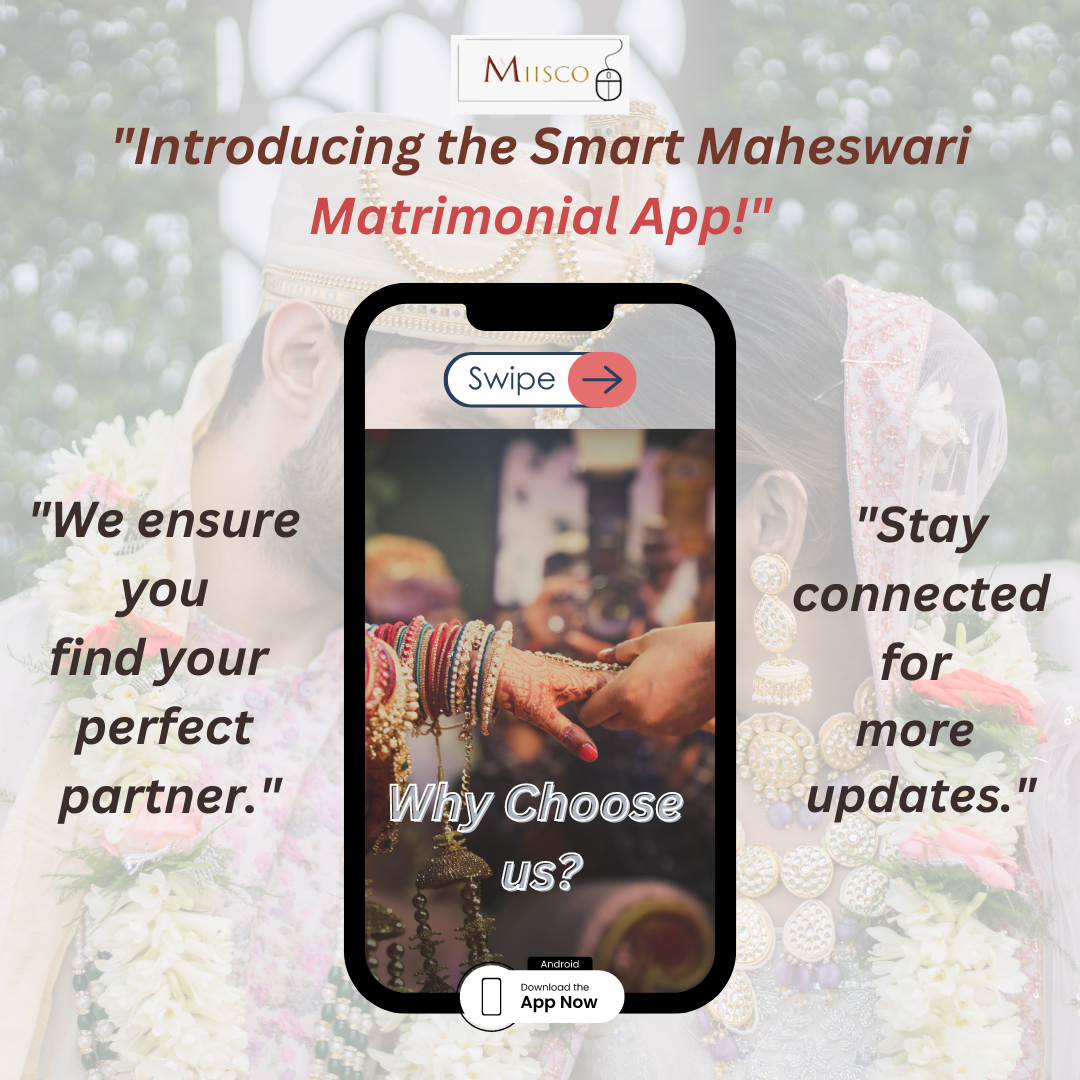 MIISCO
"Introducing the Smart Maheswari
Matrimonial App!"
Swipe
"We ensure
you
find your
perfect
partner."
"Stay
connected
for
more
updates."
Why Choose
us?
Android
Download the
App Now